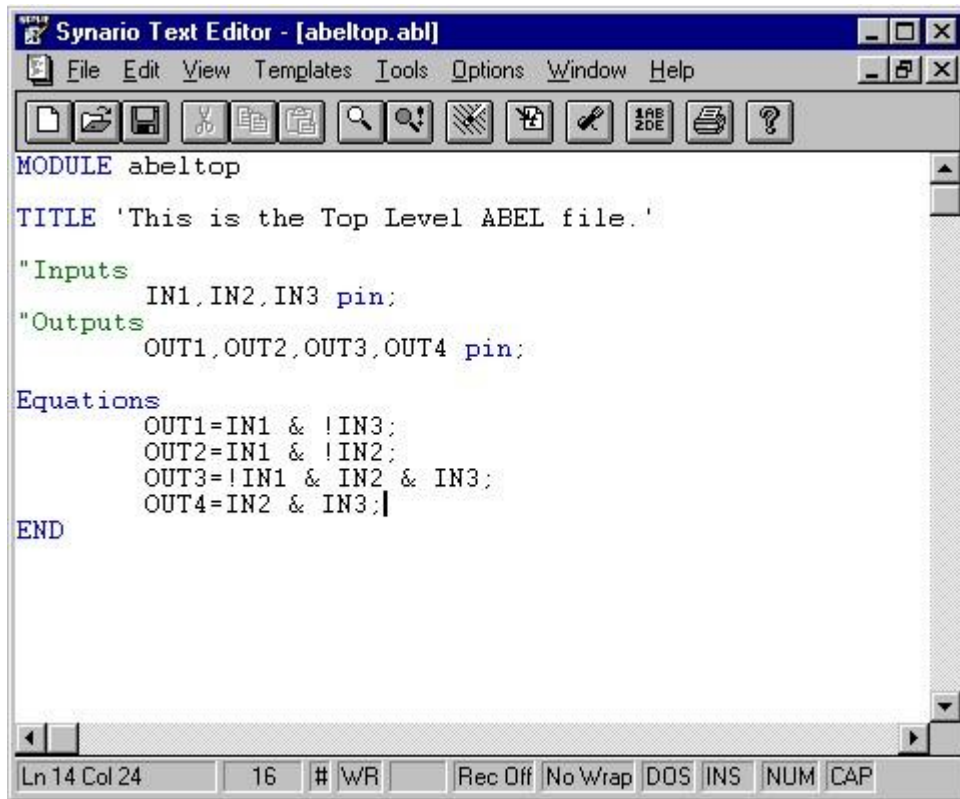 Synario Text Editor - [abeltop.abl]
File Edit View Templates Tools Options Window Help
MODULE abeltop
TITLE 'This is the Top Level ABEL file.'
"Inputs
IN1,IN2,IN3 pin;
"Outputs
OUT1,OUT2,OUT3,OUT4 pin;
Equations
OUT1=IN1 & !IN3;
OUT2=IN1 & !IN2;
OUT3=!IN1 & IN2 & IN3;
OUT4=IN2 & IN3;
END
Ln 14 Col 24 16 # WR Rec Off No Wrap DOS INS NUM CAP